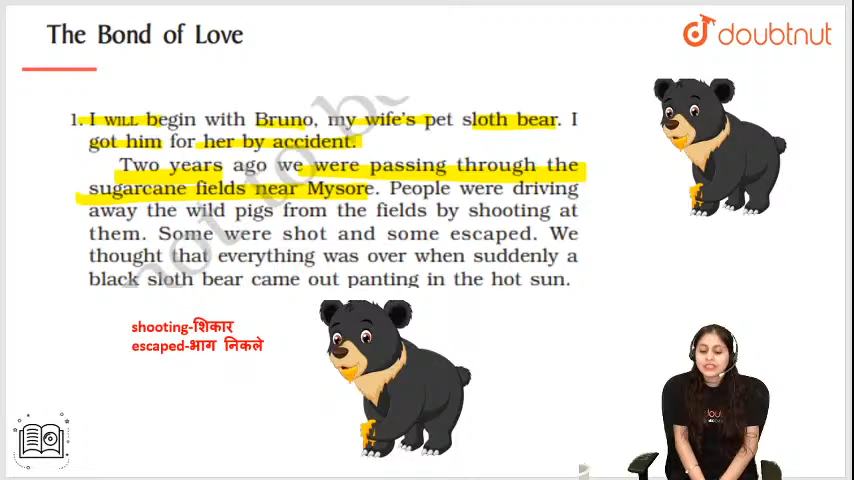 The Bond of Love
doubtnut
1. I WILL begin with Bruno, my wife's pet sloth bear. I
got him for her by accident.
Two years ago we were passing through the
sugarcane fields near Mysore. People were driving
away the wild pigs from the fields by shooting at
them. Some were shot and some escaped. We
thought that everything was over when suddenly a
black sloth bear came out panting in the hot sun.
not to be
shooting-शिकार
escaped-भाग निकले